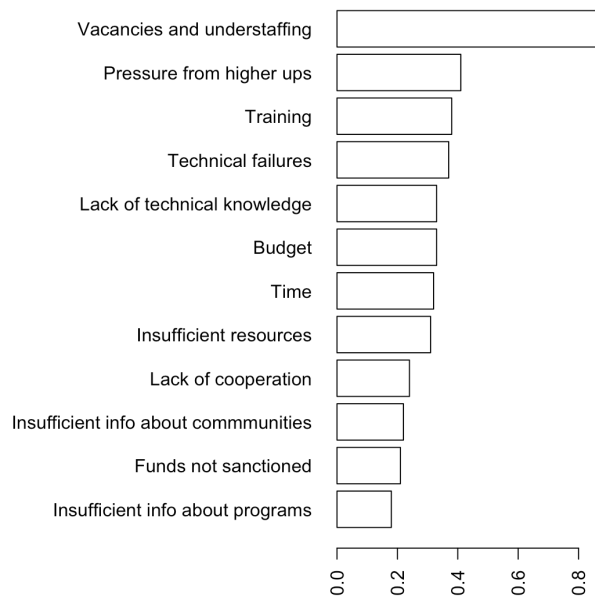 Vacancies and understaffing
Pressure from higher ups
Training
Technical failures
Lack of technical knowledge
Budget
Time
Insufficient resources
Lack of cooperation
Insufficient info about commmunities
Funds not sanctioned
Insufficient info about programs
0.0 0.2 0.4 0.6 0.8